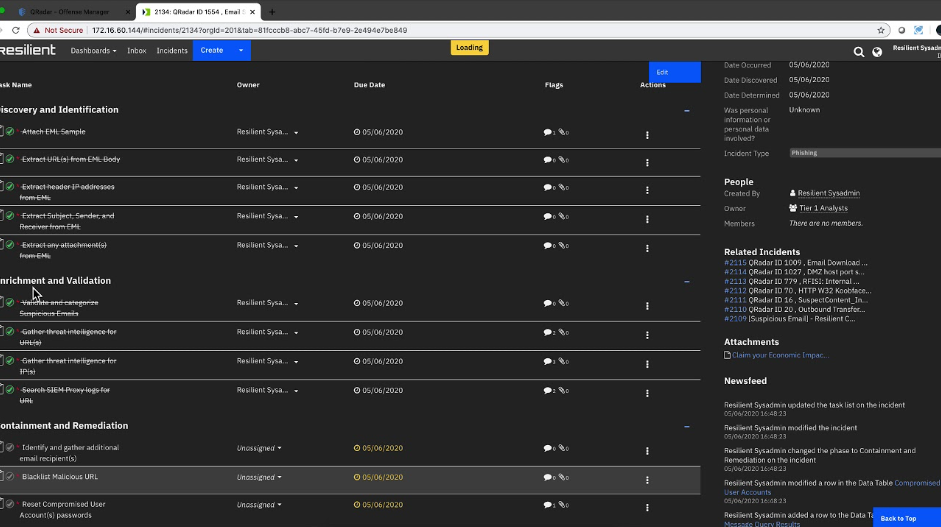 QRadar - Offense Manager
2134: QRadar ID 1554 , Email E
Not Secure | 172.16.60.144/#incidents/2134?orgId=201&tab=81fcccb8-abc7-45fd-b7e9-2e494e7be849
Resilient
Dashboards
Inbox
Incidents
Create
Loading
Resilient Sysadm
Edit
ask Name
Owner
Due Date
Flags
Actions
iscovery and Identification
Attach EML Sample
Resilient Sysa...
05/06/2020
1
0
Extract URL(s) from EML Body
Resilient Sysa...
05/06/2020
0
0
Extract header IP addresses
from EML
Resilient Sysa...
05/06/2020
0
0
Extract Subject, Sender, and
Receiver from EML
Resilient Sysa...
05/06/2020
0
0
Extract any attachment(s)
from EML
Resilient Sysa...
05/06/2020
0
0
nrichment and Validation
Validate and categorize
Suspicious Emails
Resilient Sysa...
05/06/2020
0
Gather threat intelligence for
URL(s)
Resilient Sysa...
05/06/2020
0
Gather threat intelligence for
IP(s)
Resilient Sysa...
05/06/2020
0
Search SIEM Proxy logs for
URL
Resilient Sysa...
05/06/2020
0
ontainment and Remediation
Identify and gather additional
email recipient(s)
Unassigned
05/06/2020
0
0
Blacklist Malicious URL
Unassigned
05/06/2020
0
0
Reset Compromised User
Account(s) passwords
Unassigned
05/06/2020
1
0
Date Occurred 05/06/2020
Date Discovered 05/06/2020
Date Determined 05/06/2020
Was personal
information or
personal data
involved?
Unknown
Incident Type Phishing
People
Created By Resilient Sysadmin
Owner Tier 1 Analysts
Members There are no members.
Related Incidents
#2115 QRadar ID 1009 , Email Download ...
#2114 QRadar ID 1027 , DMZ host port s...
#2113 QRadar ID 779 , RFISI: Internal ...
#2112 QRadar ID 70 , HTTP W32 Koobface...
#2111 QRadar ID 16 , SuspectContent_In...
#2110 QRadar ID 20 , Outbound Transfer...
#2109 [Suspicious Email] - Resilient C...
Attachments
Claim your Economic Impac...
Newsfeed
Resilient Sysadmin updated the task list on the incident
05/06/2020 16:48:23
Resilient Sysadmin modified the incident
05/06/2020 16:48:23
Resilient Sysadmin changed the phase to Containment and
Remediation on the incident
05/06/2020 16:48:23
Resilient Sysadmin modified a row in the Data Table Compromised
User Accounts
05/06/2020 16:48:23
Resilient Sysadmin added a row to the Data Ta
Message Query Results
Back to Top